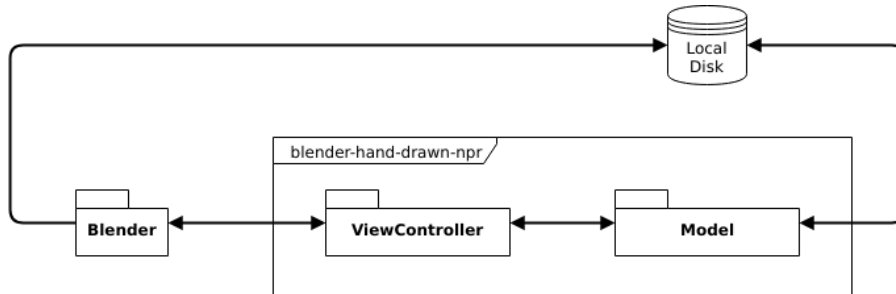 Local
Disk
blender-hand-drawn-npr
Blender
ViewController
Model